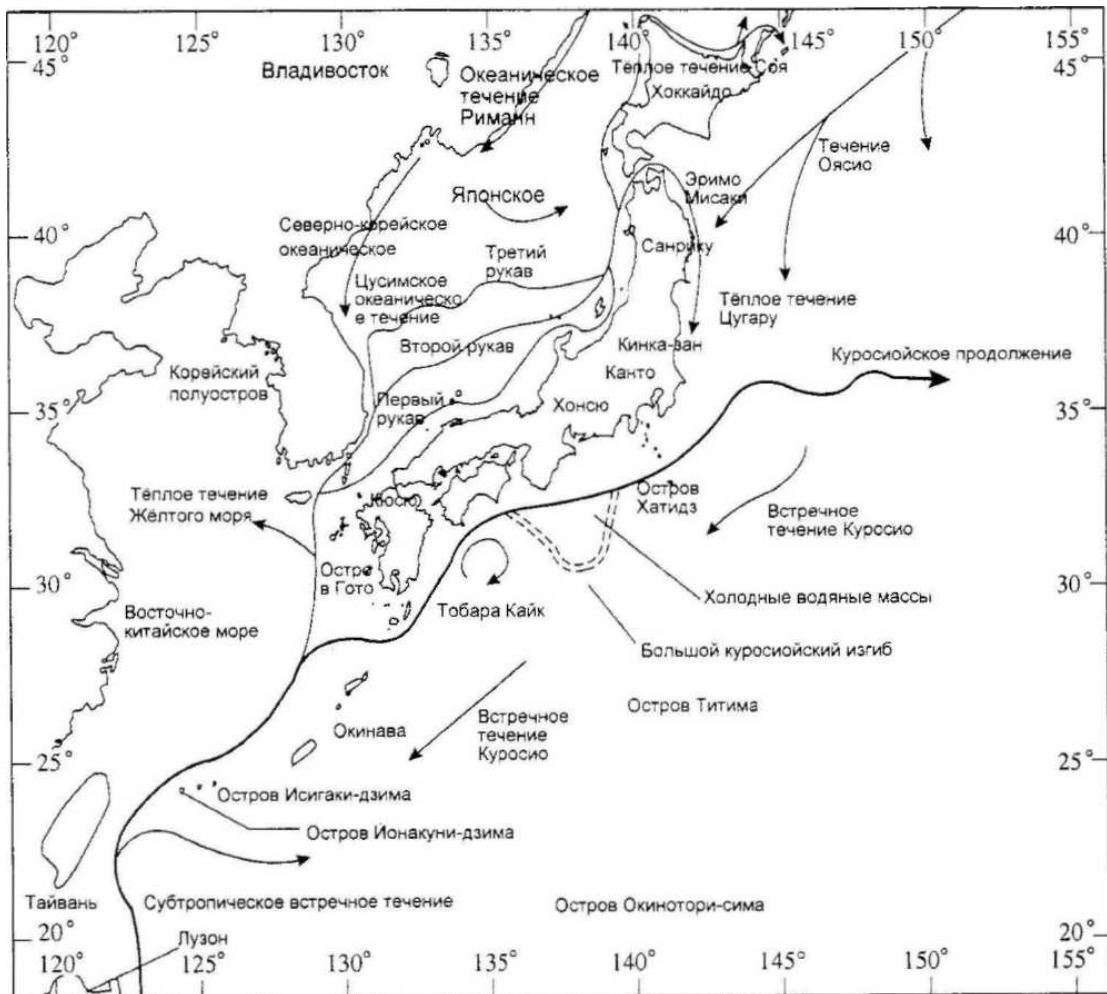 120° 125° 130° 135° 140° 145° 150° 155°
45° 45°
Владивосток
Океаническое
течение
Риманн
Тёплое течение Соя
Хоккайдо
Течение
Оясио
Эримо
Мисаки
Японское
Северно-корейское
океаническое
40° 40°
Санрику
Третий
рукав
Цусимское
океаническо
е течение
Тёплое течение
Цугару
Второй рукав
Кинка-зан
Куросиойское продолжение
Корейский
полуостров
Канто
Первый
рукав
Хонсю
35° 35°
Тёплое течение
Жёлтого моря
Кюсю
Остров
Хатидз
Встречное
течение Куросио
Остро
в Гото
30° 30°
Тобара Кайк
Холодные водяные массы
Восточно-
китайское море
Большой куросиойский изгиб
Остров Титима
Окинава
Встречное
течение
Куросио
25° 25°
Остров Исигаки-дзима
Остров Йонакуни-дзима
Тайвань
Субтропическое встречное течение
Остров Окинотори-сима
20° 20°
Лузон
120° 125° 130° 135° 140° 145° 150° 155°